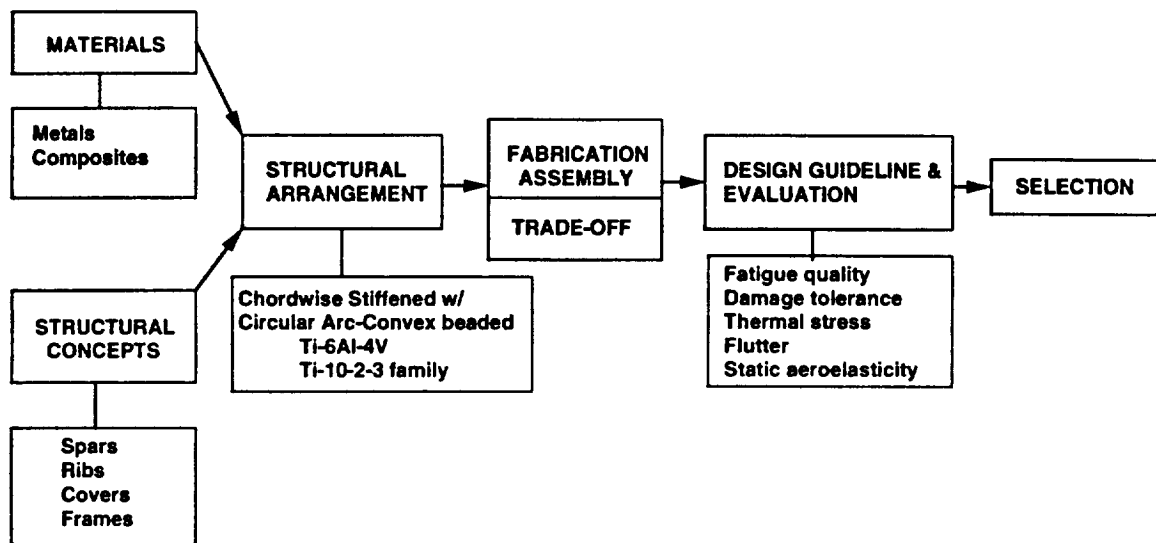 MATERIALS
Metals
Composites
STRUCTURAL
ARRANGEMENT
Chordwise Stiffened w/
Circular Arc-Convex beaded
Ti-6Al-4V
Ti-10-2-3 family
STRUCTURAL
CONCEPTS
Spars
Ribs
Covers
Frames
FABRICATION
ASSEMBLY
TRADE-OFF
DESIGN GUIDELINE &
EVALUATION
Fatigue quality
Damage tolerance
Thermal stress
Flutter
Static aeroelasticity
SELECTION